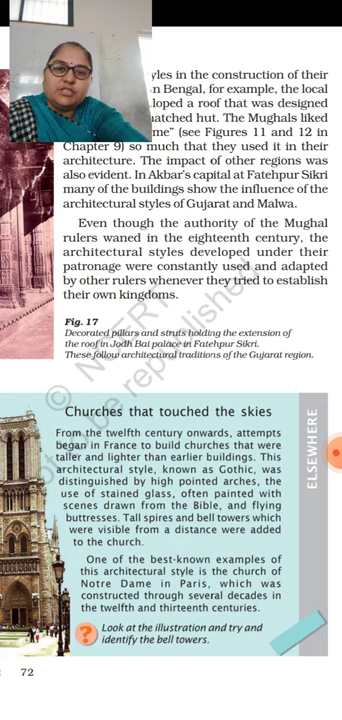 yles in the construction of their
n Bengal, for example, the local
loped a roof that was designed
atched hut. The Mughals liked
me” (see Figures 11 and 12 in
Chapter 9) so much that they used it in their
architecture. The impact of other regions was
also evident. In Akbar’s capital at Fatehpur Sikri
many of the buildings show the influence of the
architectural styles of Gujarat and Malwa.
Even though the authority of the Mughal
rulers waned in the eighteenth century, the
architectural styles developed under their
patronage were constantly used and adapted
by other rulers whenever they tried to establish
their own kingdoms.
Fig. 17
Decorated pillars and struts holding the extension of
the roof in Jodh Bai palace in Fatehpur Sikri.
These follow architectural traditions of the Gujarat region.
Churches that touched the skies
From the twelfth century onwards, attempts
began in France to build churches that were
taller and lighter than earlier buildings. This
architectural style, known as Gothic, was
distinguished by high pointed arches, the
use of stained glass, often painted with
scenes drawn from the Bible, and flying
buttresses. Tall spires and bell towers which
were visible from a distance were added
to the church.
One of the best-known examples of
this architectural style is the church of
Notre Dame in Paris, which was
constructed through several decades in
the twelfth and thirteenth centuries.
? Look at the illustration and try and
identify the bell towers.
ELSEWHERE
72
© NCERT
not to be republished